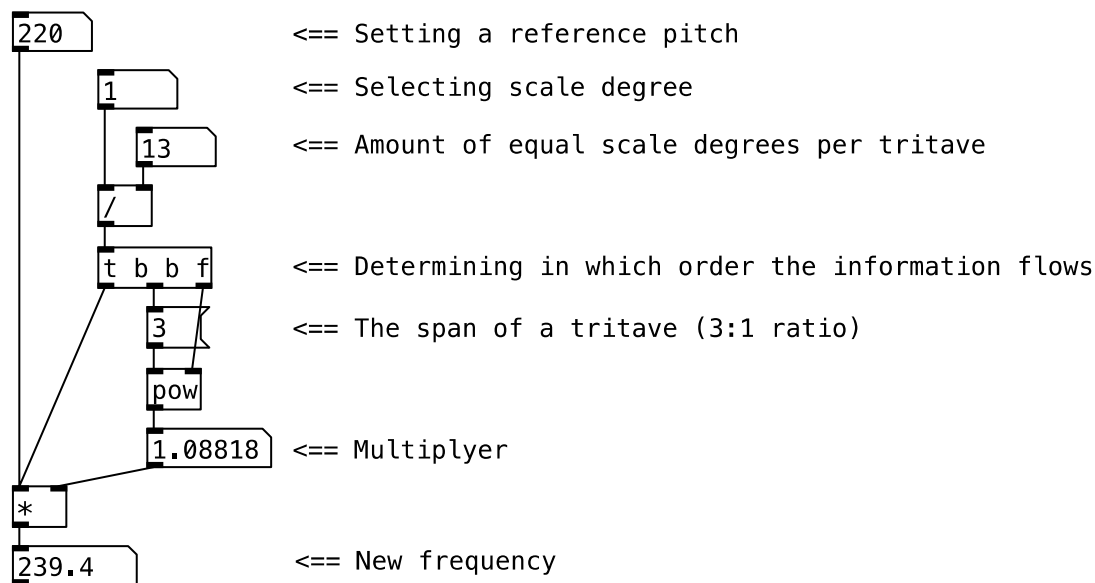 220 <== Setting a reference pitch
1 <== Selecting scale degree
13 <== Amount of equal scale degrees per tritave
/
t b b f <== Determining in which order the information flows
3 <== The span of a tritave (3:1 ratio)
pow
1.08818 <== Multiplyer
*
239.4 <== New frequency